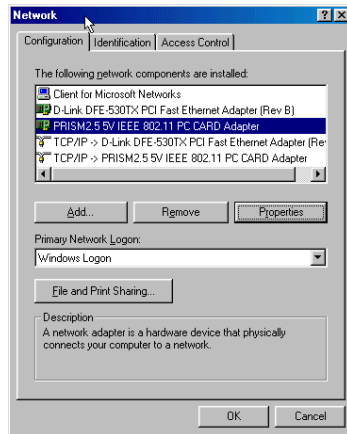 Network
Configuration Identification Access Control
The following network components are installed:
Client for Microsoft Networks
D-Link DFE-530TX PCI Fast Ethernet Adapter (Rev B)
PRISM2.5 5V IEEE 802.11 PC CARD Adapter
TCP/IP -> D-Link DFE-530TX PCI Fast Ethernet Adapter (Re
TCP/IP -> PRISM2.5 5V IEEE 802.11 PC CARD Adapter
Add... Remove Properties
Primary Network Logon:
Windows Logon
File and Print Sharing...
Description
A network adapter is a hardware device that physically
connects your computer to a network.
OK Cancel